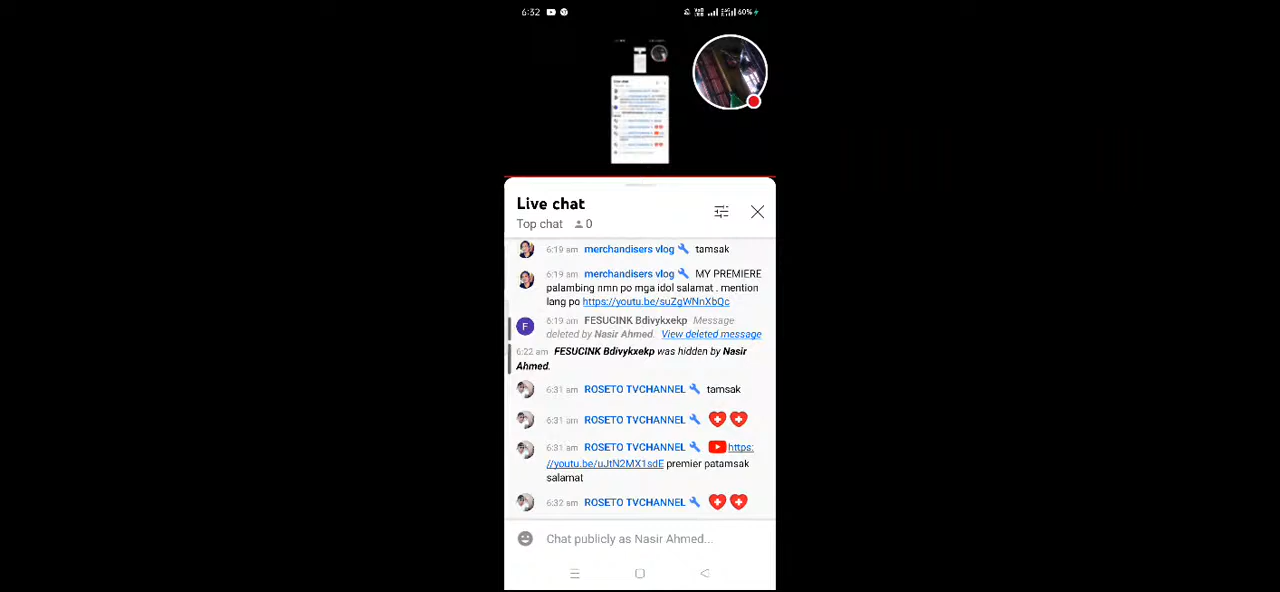 6:32
60%
Live chat
Top chat 0
6:19 am merchandisers vlog tamsak
6:19 am merchandisers vlog MY PREMIERE
palambing nmn po mga idol salamat . mention
lang po https://youtu.be/suZgWNnXbQc
F 6:19 am FESUCINK Bdivykxekp Message
deleted by Nasir Ahmed. View deleted message
6:22 am FESUCINK Bdivykxekp was hidden by Nasir
Ahmed.
6:31 am ROSETO TVCHANNEL tamsak
6:31 am ROSETO TVCHANNEL
6:31 am ROSETO TVCHANNEL https:
//youtu.be/uJtN2MX1sdE premier patamsak
salamat
6:32 am ROSETO TVCHANNEL
Chat publicly as Nasir Ahmed...